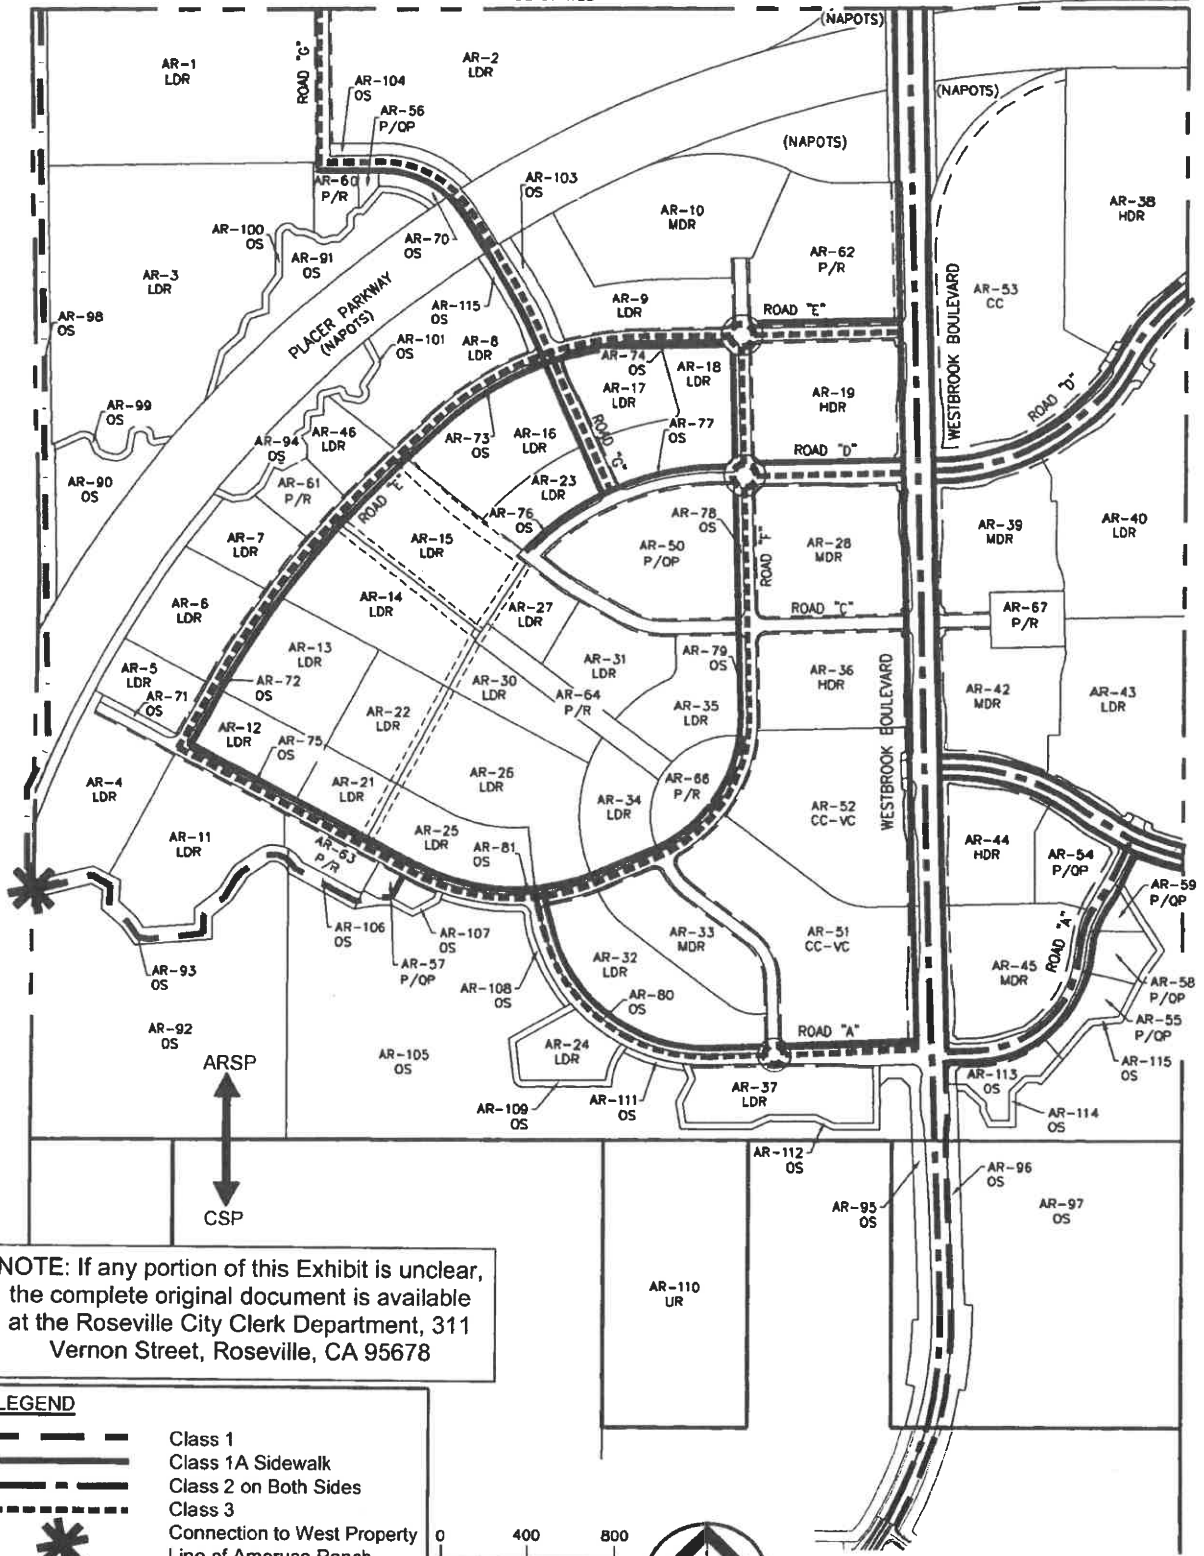 (NAPOTS)
AR-1
LDR
ROAD "G"
AR-2
LDR
AR-104
OS
AR-56
P/QP
(NAPOTS)
(NAPOTS)
AR-60
P/R
AR-103
OS
AR-10
MDR
AR-38
HDR
AR-100
OS
AR-91
OS
AR-70
OS
AR-62
P/R
AR-3
LDR
AR-53
CC
AR-98
OS
PLACER PARKWAY
(NAPOTS)
AR-115
OS
AR-9
LDR
ROAD "E"
WESTBROOK BOULEVARD
AR-101
OS
AR-8
LDR
AR-74
OS
AR-18
LDR
AR-17
LDR
AR-19
HDR
ROAD "D"
AR-99
OS
AR-94
OS
AR-46
LDR
AR-73
OS
AR-16
LDR
ROAD "G"
AR-77
OS
ROAD "D"
AR-90
OS
AR-61
P/R
ROAD "E"
AR-23
LDR
AR-76
OS
AR-78
OS
AR-7
LDR
AR-15
LDR
AR-50
P/QP
ROAD "F"
AR-28
MDR
AR-39
MDR
AR-40
LDR
AR-6
LDR
AR-14
LDR
AR-27
LDR
ROAD "C"
AR-67
P/R
AR-5
LDR
AR-71
OS
AR-13
LDR
AR-72
OS
AR-31
LDR
AR-79
OS
AR-36
HDR
WESTBROOK BOULEVARD
AR-42
MDR
AR-43
LDR
AR-30
LDR
AR-64
P/R
AR-35
LDR
AR-12
LDR
AR-22
LDR
AR-75
OS
AR-4
LDR
AR-21
LDR
AR-26
LDR
AR-66
P/R
AR-34
LDR
AR-52
CC-VC
AR-11
LDR
AR-63
P/R
AR-25
LDR
AR-81
OS
AR-44
HDR
AR-54
P/QP
AR-59
P/QP
AR-106
OS
AR-107
OS
AR-57
P/QP
AR-33
MDR
AR-51
CC-VC
ROAD "A"
AR-93
OS
AR-108
OS
AR-32
LDR
AR-80
OS
AR-45
MDR
AR-58
P/QP
AR-55
P/QP
AR-92
OS
AR-105
OS
AR-24
LDR
ROAD "A"
AR-115
OS
ARSP
AR-109
OS
AR-111
OS
AR-37
LDR
AR-113
OS
AR-114
OS
AR-112
OS
CSP
AR-95
OS
AR-96
OS
AR-97
OS
AR-110
UR
NOTE: If any portion of this Exhibit is unclear,
the complete original document is available
at the Roseville City Clerk Department, 311
Vernon Street, Roseville, CA 95678
LEGEND
Class 1
Class 1A Sidewalk
Class 2 on Both Sides
Class 3
Connection to West Property
Line of Amoruso Ranch
0 400 800